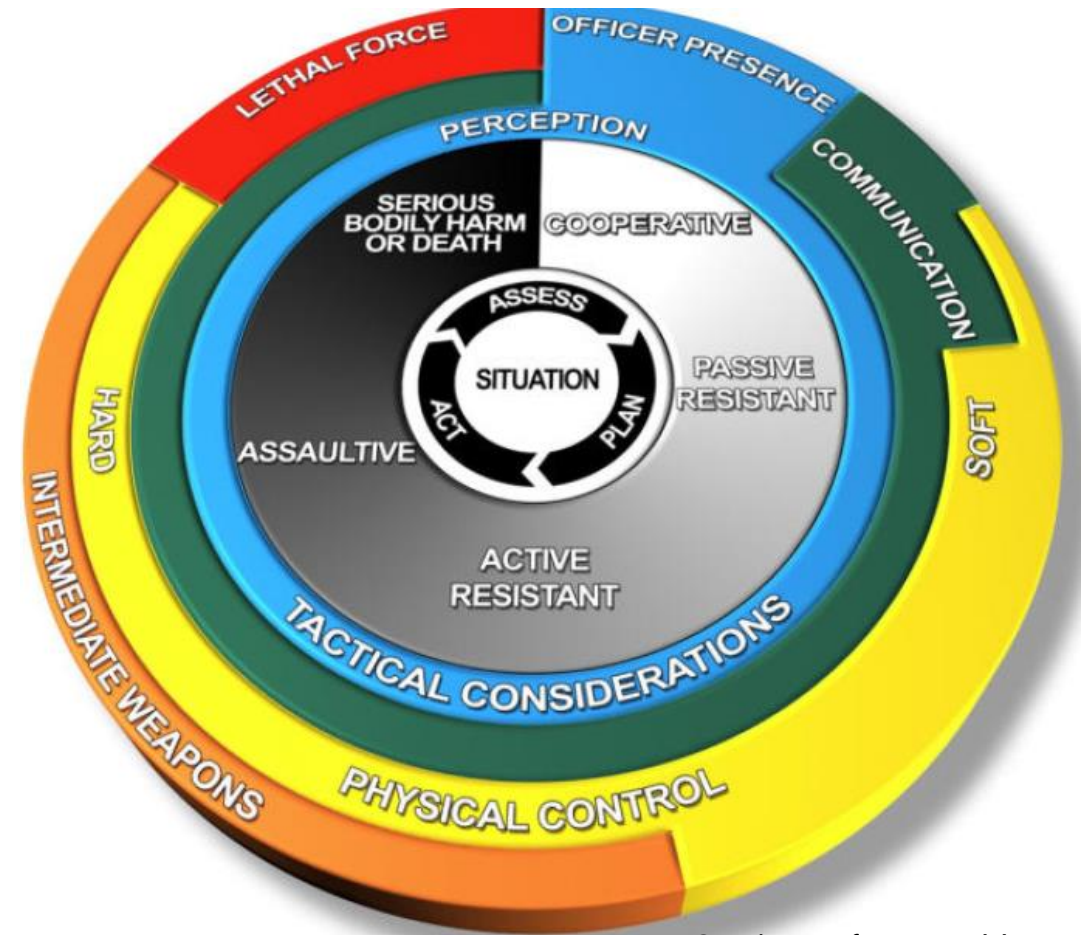 LETHAL FORCE
OFFICER PRESENCE
COMMUNICATION
PERCEPTION
SERIOUS
BODILY HARM
OR DEATH
COOPERATIVE
ASSESS
SITUATION
PLAN
ACT
PASSIVE
RESISTANT
ASSAULTIVE
ACTIVE
RESISTANT
HARD
SOFT
TACTICAL CONSIDERATIONS
INTERMEDIATE WEAPONS
PHYSICAL CONTROL